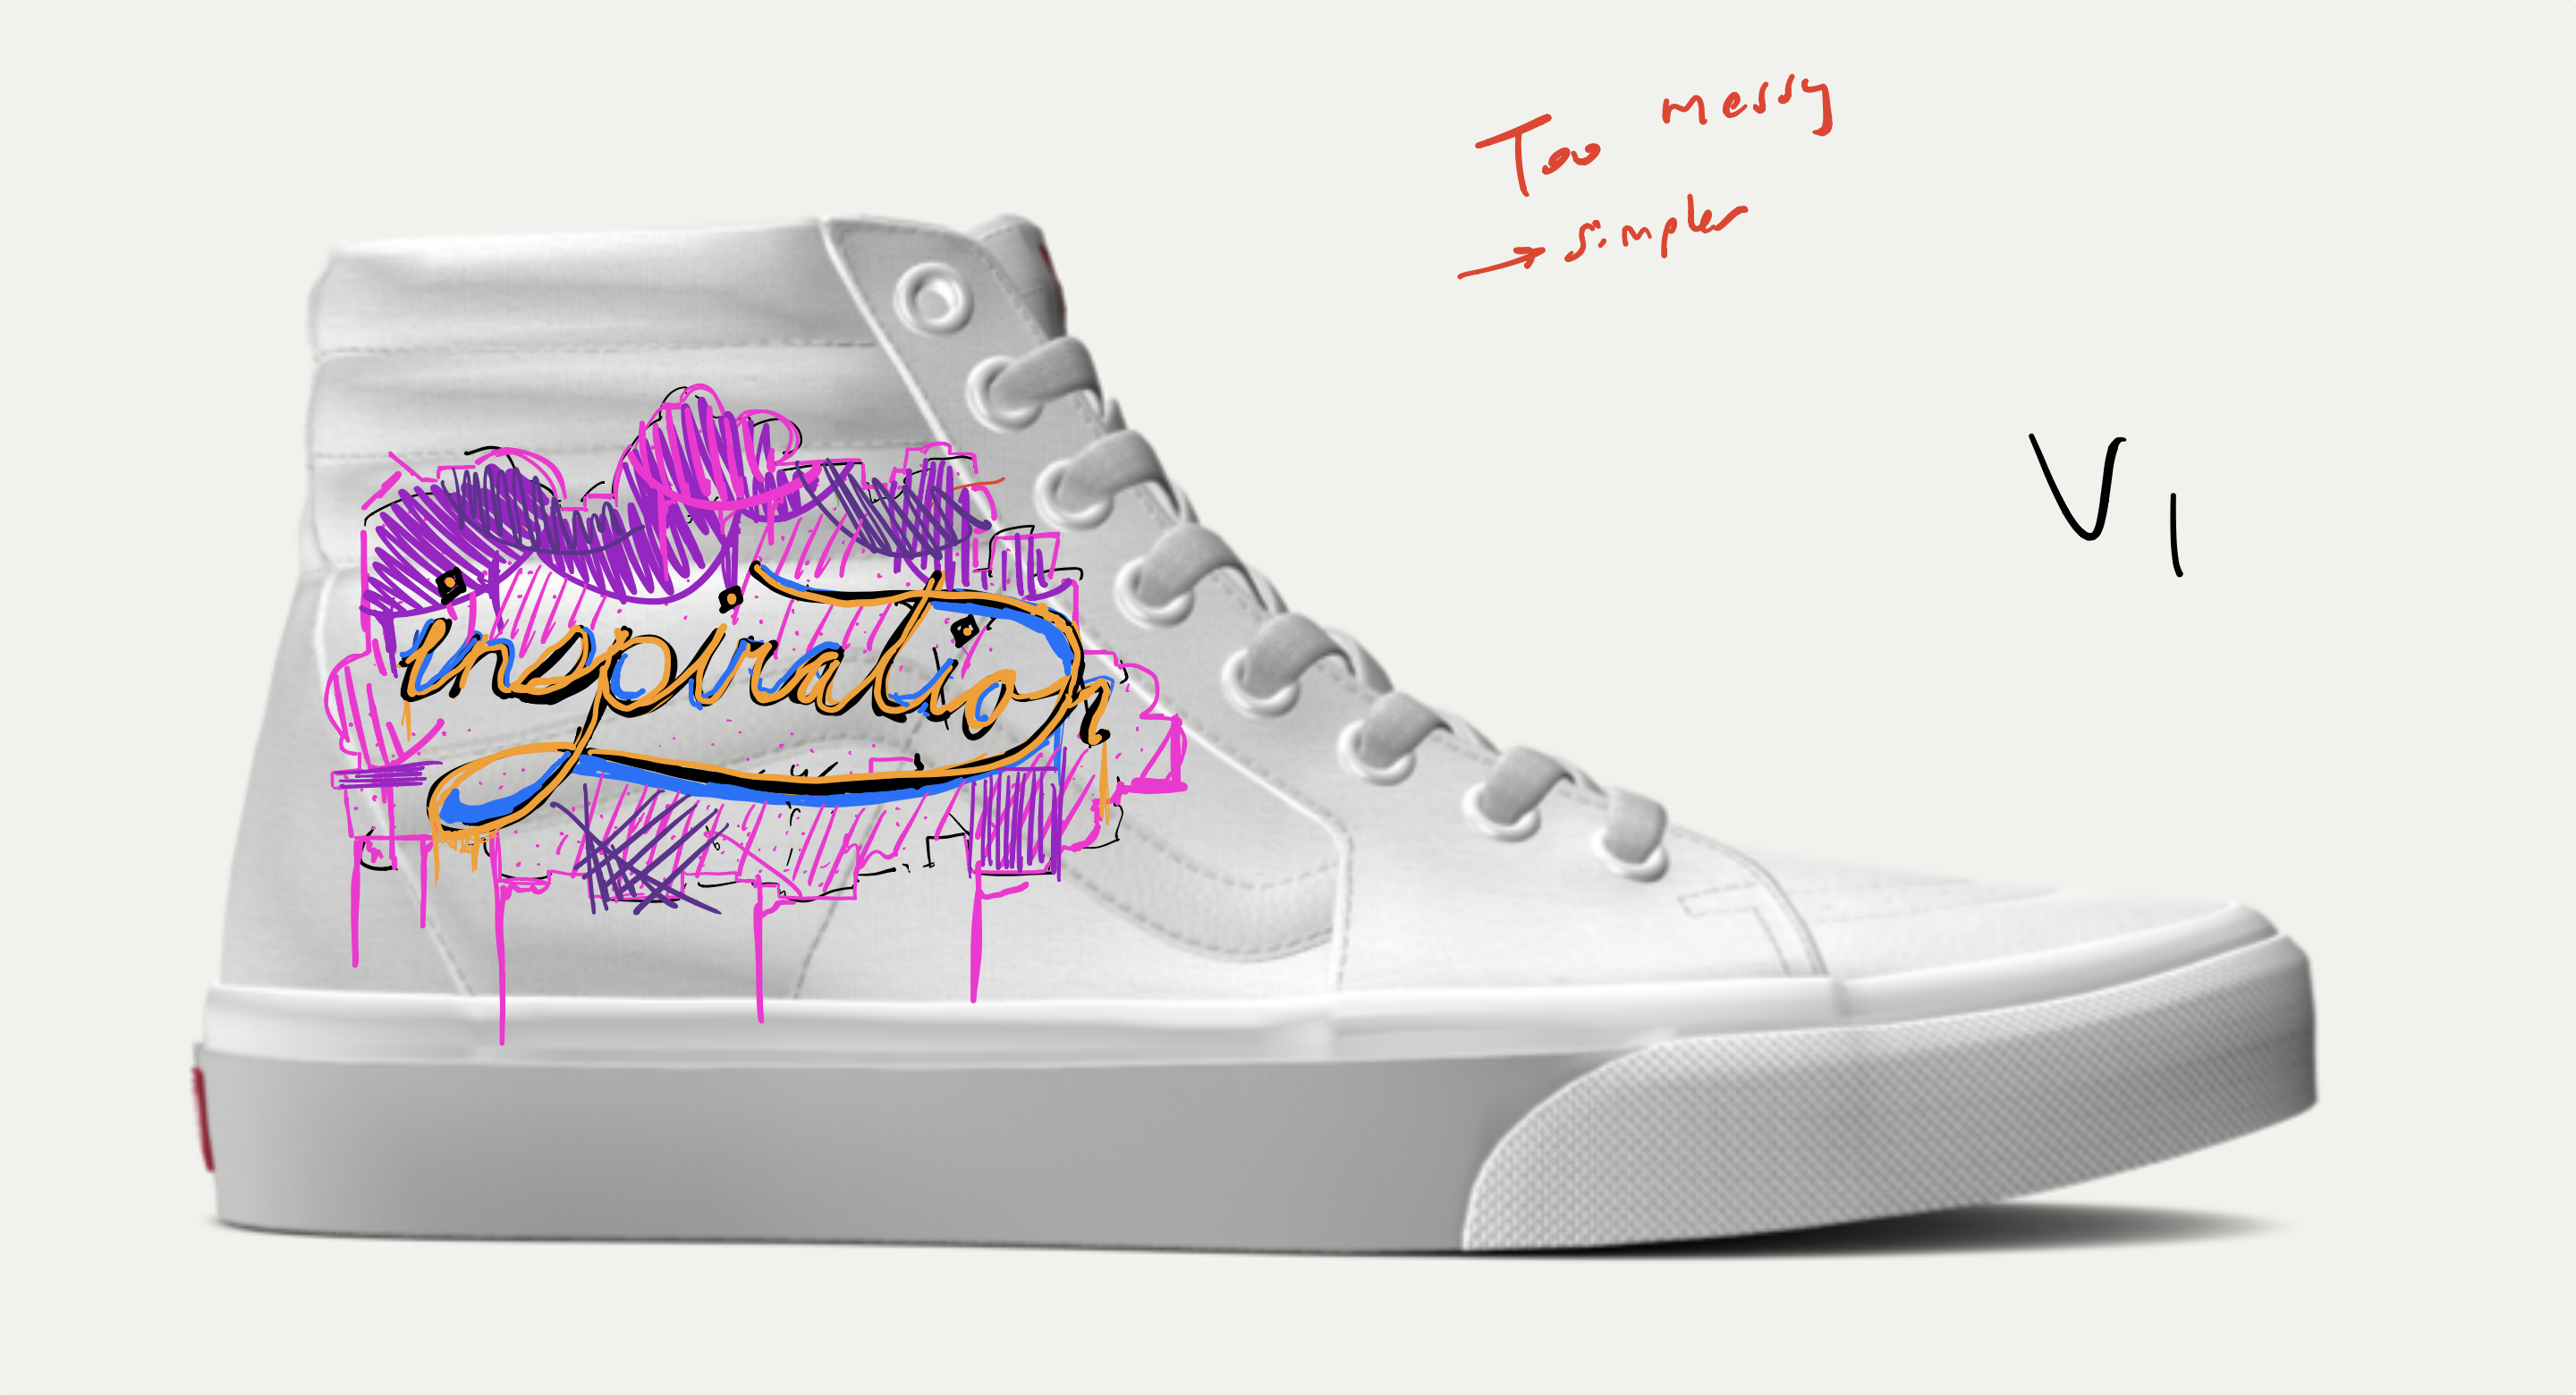 Too messy
→ simpler
V1
inspiration